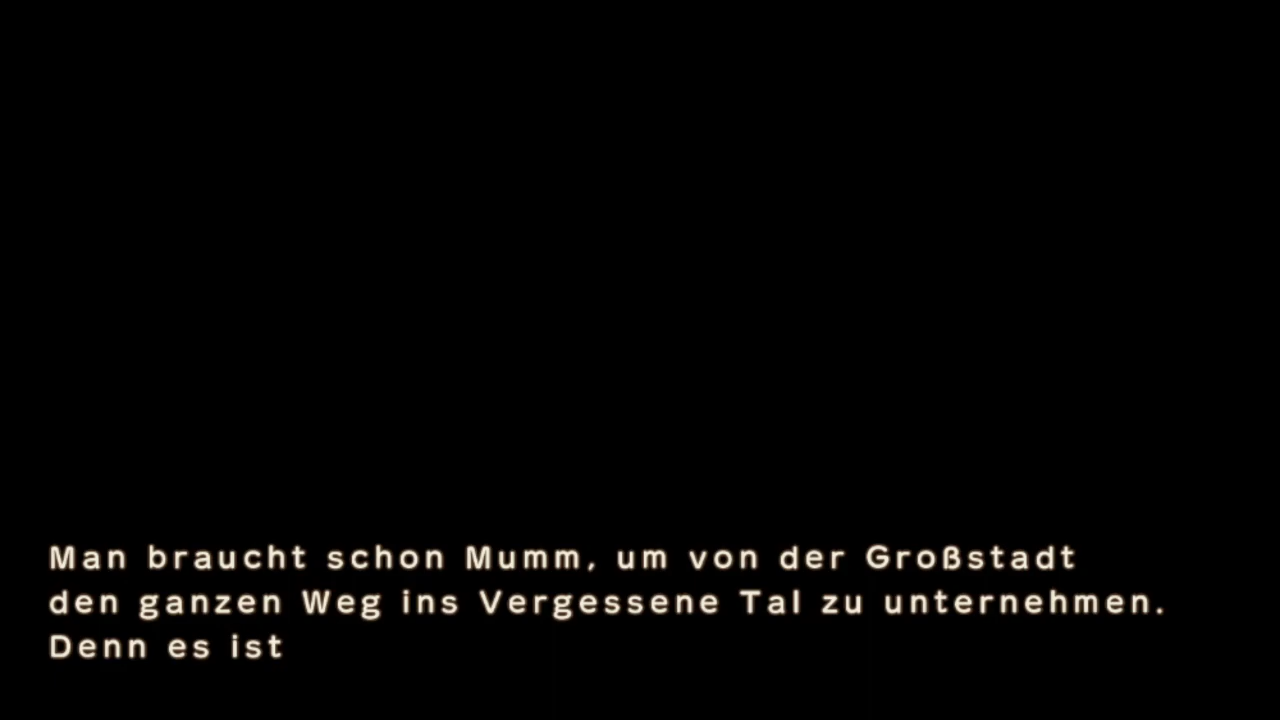 Man braucht schon Mumm, um von der Großstadt
den ganzen Weg ins Vergessene Tal zu unternehmen.
Denn es ist